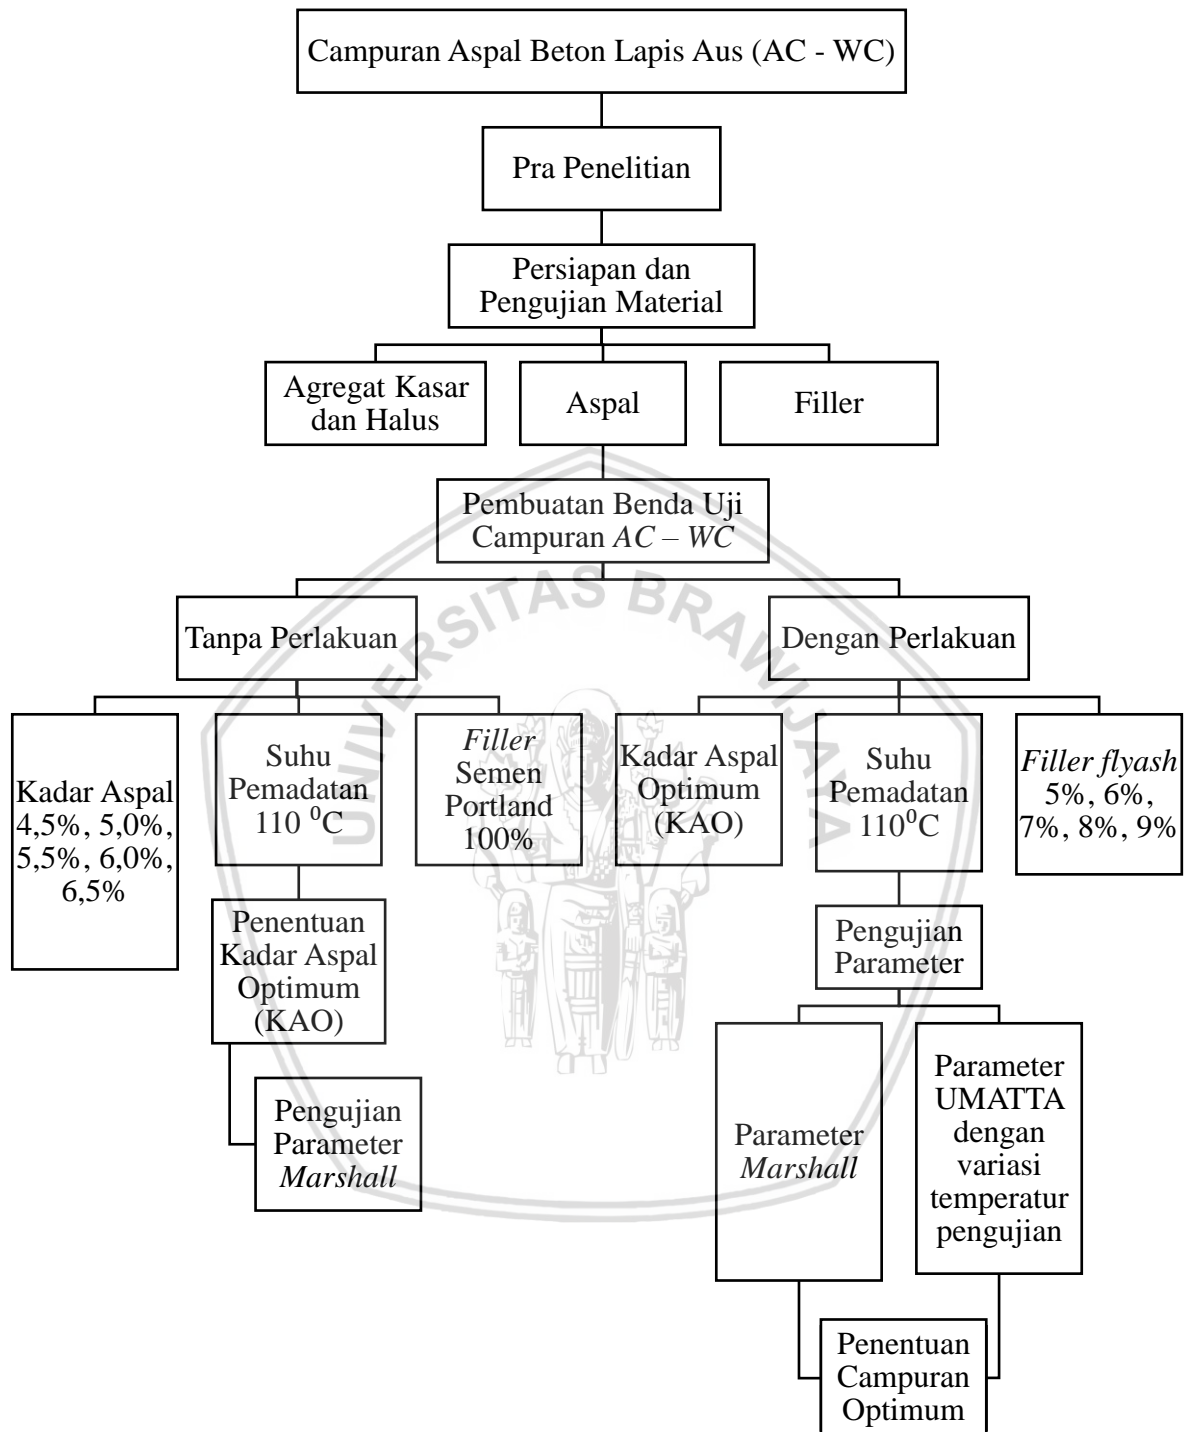 Campuran Aspal Beton Lapis Aus (AC - WC)
Pra Penelitian
Persiapan dan
Pengujian Material
Agregat Kasar
dan Halus
Aspal
Filler
Pembuatan Benda Uji
Campuran AC – WC
UNIVERSITAS BRAWIJAYA
Tanpa Perlakuan
Dengan Perlakuan
Kadar Aspal
4,5%, 5,0%,
5,5%, 6,0%,
6,5%
Suhu
Pemadatan
110 ⁰C
Filler
Semen
Portland
100%
Kadar Aspal
Optimum
(KAO)
Suhu
Pemadatan
110⁰C
Filler flyash
5%, 6%,
7%, 8%, 9%
Penentuan
Kadar Aspal
Optimum
(KAO)
Pengujian
Parameter
Marshall
Pengujian
Parameter
Parameter
Marshall
Parameter
UMATTA
dengan
variasi
temperatur
pengujian
Penentuan
Campuran
Optimum